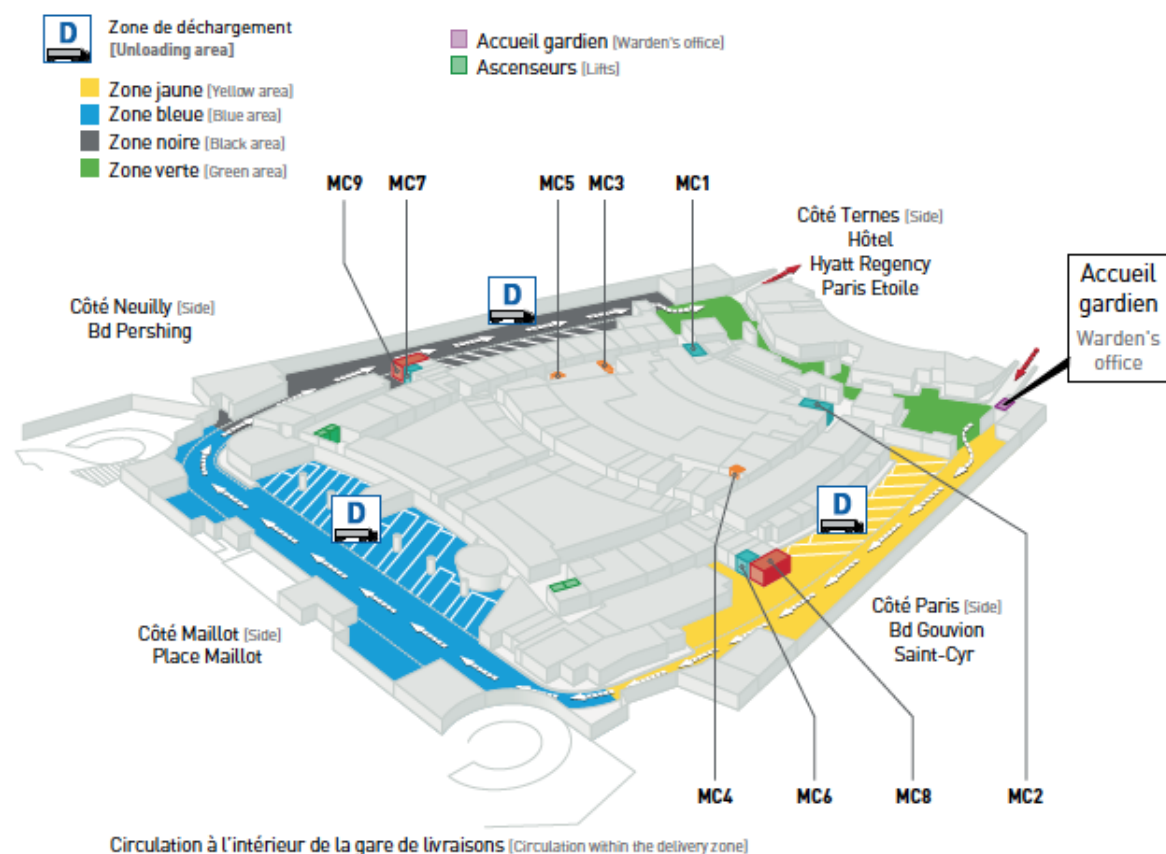 D
Zone de déchargement
[Unloading area]
Accueil gardien [Warden's office]
Ascenseurs [Lifts]
Zone jaune [Yellow area]
Zone bleue [Blue area]
Zone noire [Black area]
Zone verte [Green area]
MC9 MC7 MC5 MC3 MC1
Côté Ternes [Side]
Hôtel
Hyatt Regency
Paris Etoile
Accueil
gardien
Warden's
office
Côté Neuilly [Side]
Bd Pershing
D
D
D
Côté Paris [Side]
Bd Gouvion
Saint-Cyr
Côté Maillot [Side]
Place Maillot
MC4 MC6 MC8 MC2
Circulation à l'intérieur de la gare de livraisons [Circulation within the delivery zone]